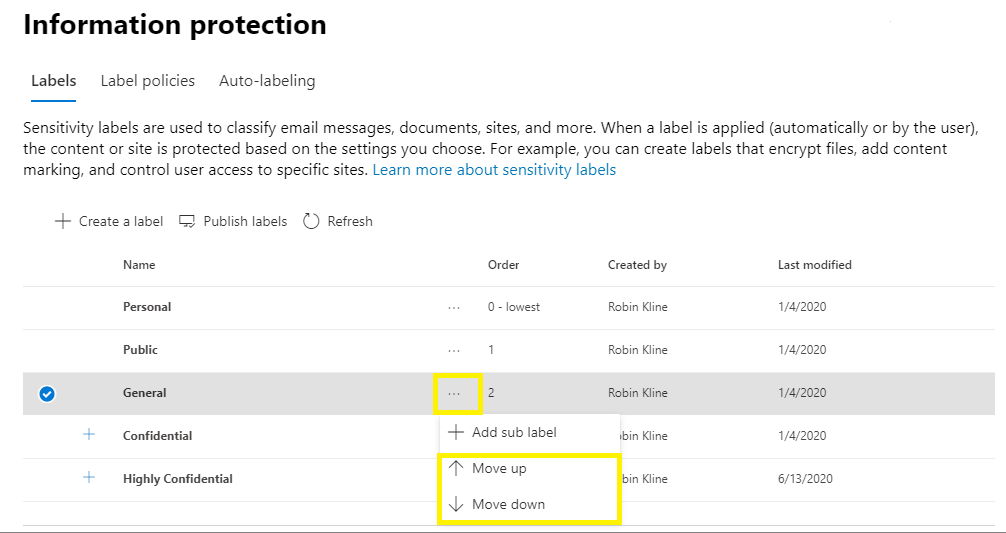 Information protection
Labels Label policies Auto-labeling
Sensitivity labels are used to classify email messages, documents, sites, and more. When a label is applied (automatically or by the user),
the content or site is protected based on the settings you choose. For example, you can create labels that encrypt files, add content
marking, and control user access to specific sites. Learn more about sensitivity labels
Create a label Publish labels Refresh
Name Order Created by Last modified
Personal ... 0 - lowest Robin Kline 1/4/2020
Public ... 1 Robin Kline 1/4/2020
General ... 2 Robin Kline 1/4/2020
Add sub label
Confidential Kline 1/4/2020
Move up
Highly Confidential Kline 6/13/2020
Move down